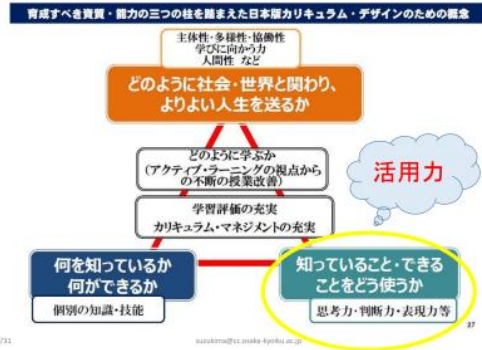 育成すべき資質・能力の三つの柱を踏まえた日本版カリキュラム・デザインのための概念
主体性・多様性・協働性
学びに向かう力
人間性 など
どのように社会・世界と関わり、
よりよい人生を送るか
どのように学ぶか
(アクティブ・ラーニングの視点から
の不断の授業改善)
活用力
学習評価の充実
カリキュラム・マネジメントの充実
何を知っているか
何ができるか
個別の知識・技能
知っていること・できる
ことをどう使うか
思考力・判断力・表現力等
/31
suzukima@cc.osaka-kyoiku.ac.jp
27